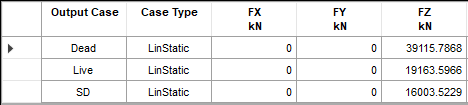 Output Case Case Type FX kN FY kN FZ kN
Dead LinStatic 0 0 39115.7868
Live LinStatic 0 0 19163.5966
SD LinStatic 0 0 16003.5229